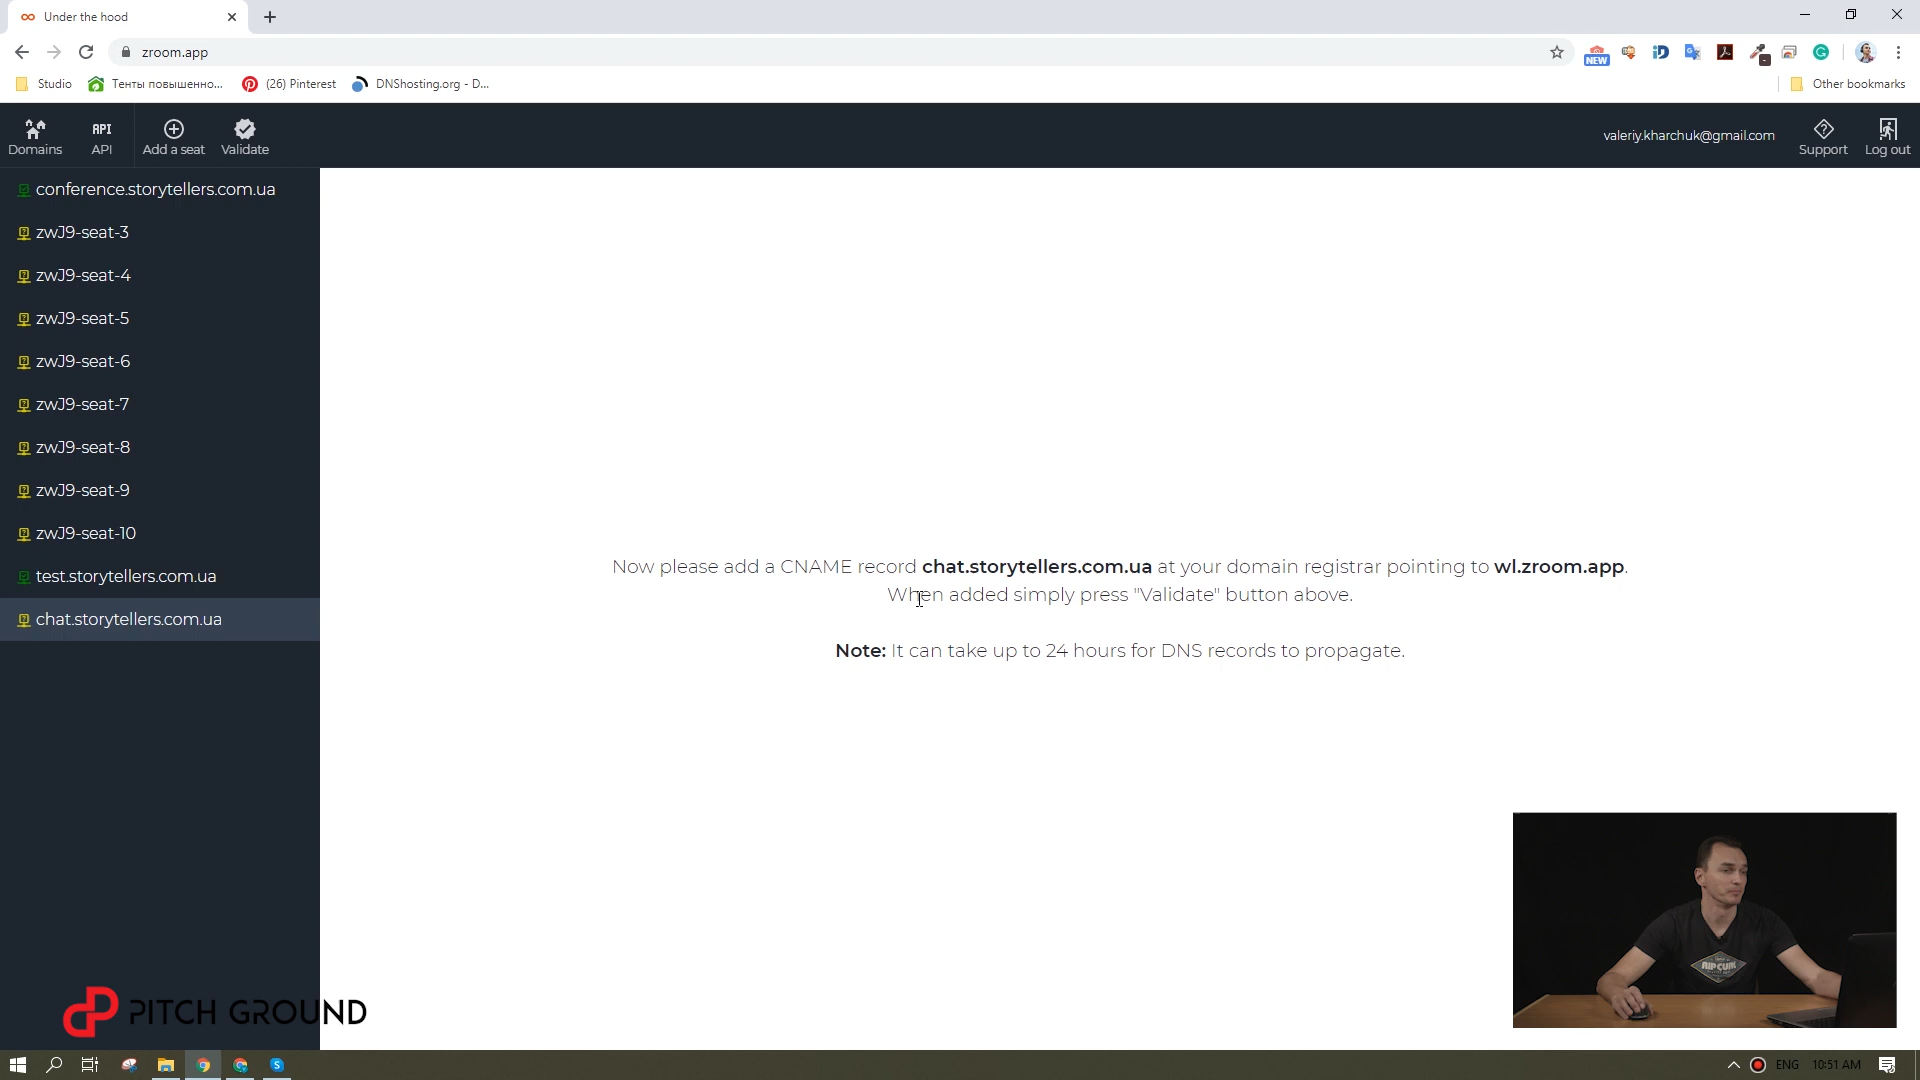 Under the hood
zroom.app
NEW
Studio
Тенты повышенно...
(26) Pinterest
DNShosting.org - D...
Other bookmarks
Domains
API
API
Add a seat
Validate
valeriy.kharchuk@gmail.com
Support
Log out
conference.storytellers.com.ua
zwJ9-seat-3
zwJ9-seat-4
zwJ9-seat-5
zwJ9-seat-6
zwJ9-seat-7
zwJ9-seat-8
zwJ9-seat-9
zwJ9-seat-10
test.storytellers.com.ua
chat.storytellers.com.ua
Now please add a CNAME record chat.storytellers.com.ua at your domain registrar pointing to wl.zroom.app.
When added simply press "Validate" button above.
Note: It can take up to 24 hours for DNS records to propagate.
RIP CURL
PITCH GROUND
ENG
10:51 AM